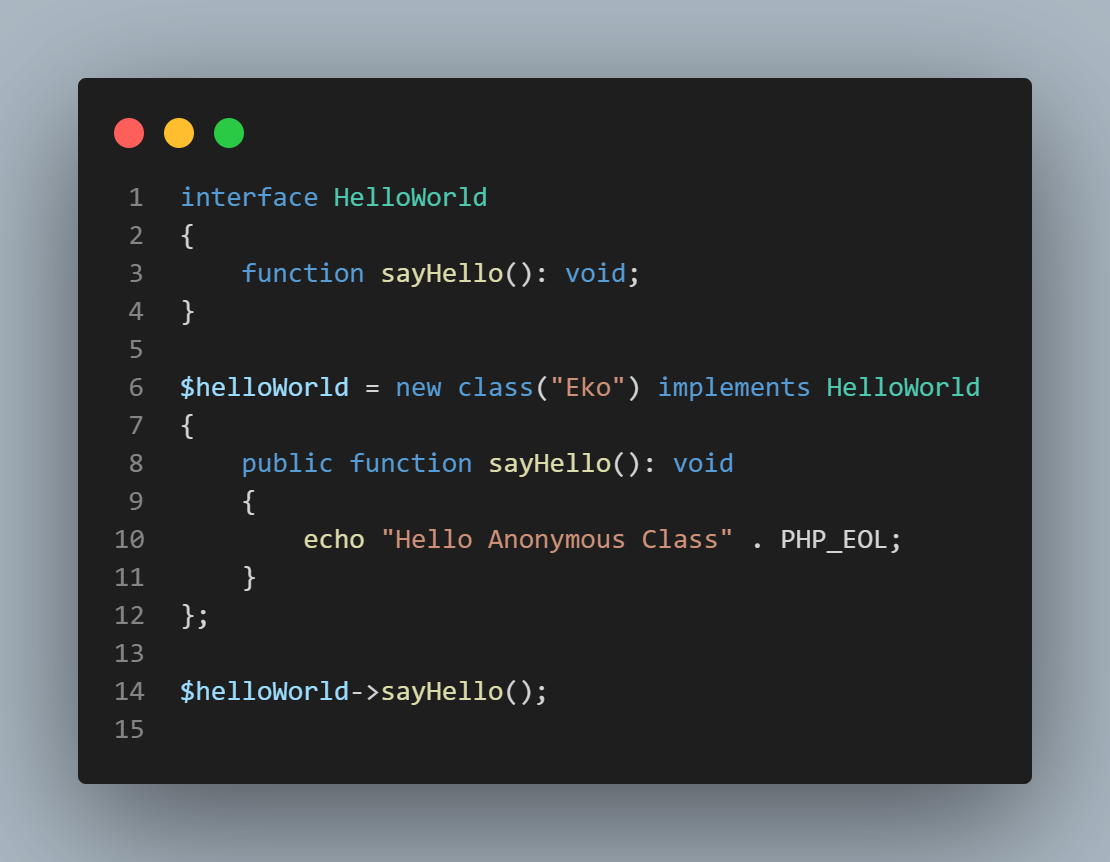 1 interface HelloWorld
2 {
3     function sayHello(): void;
4 }
5
6 $helloWorld = new class("Eko") implements HelloWorld
7 {
8     public function sayHello(): void
9     {
10         echo "Hello Anonymous Class" . PHP_EOL;
11     }
12 };
13
14 $helloWorld->sayHello();
15